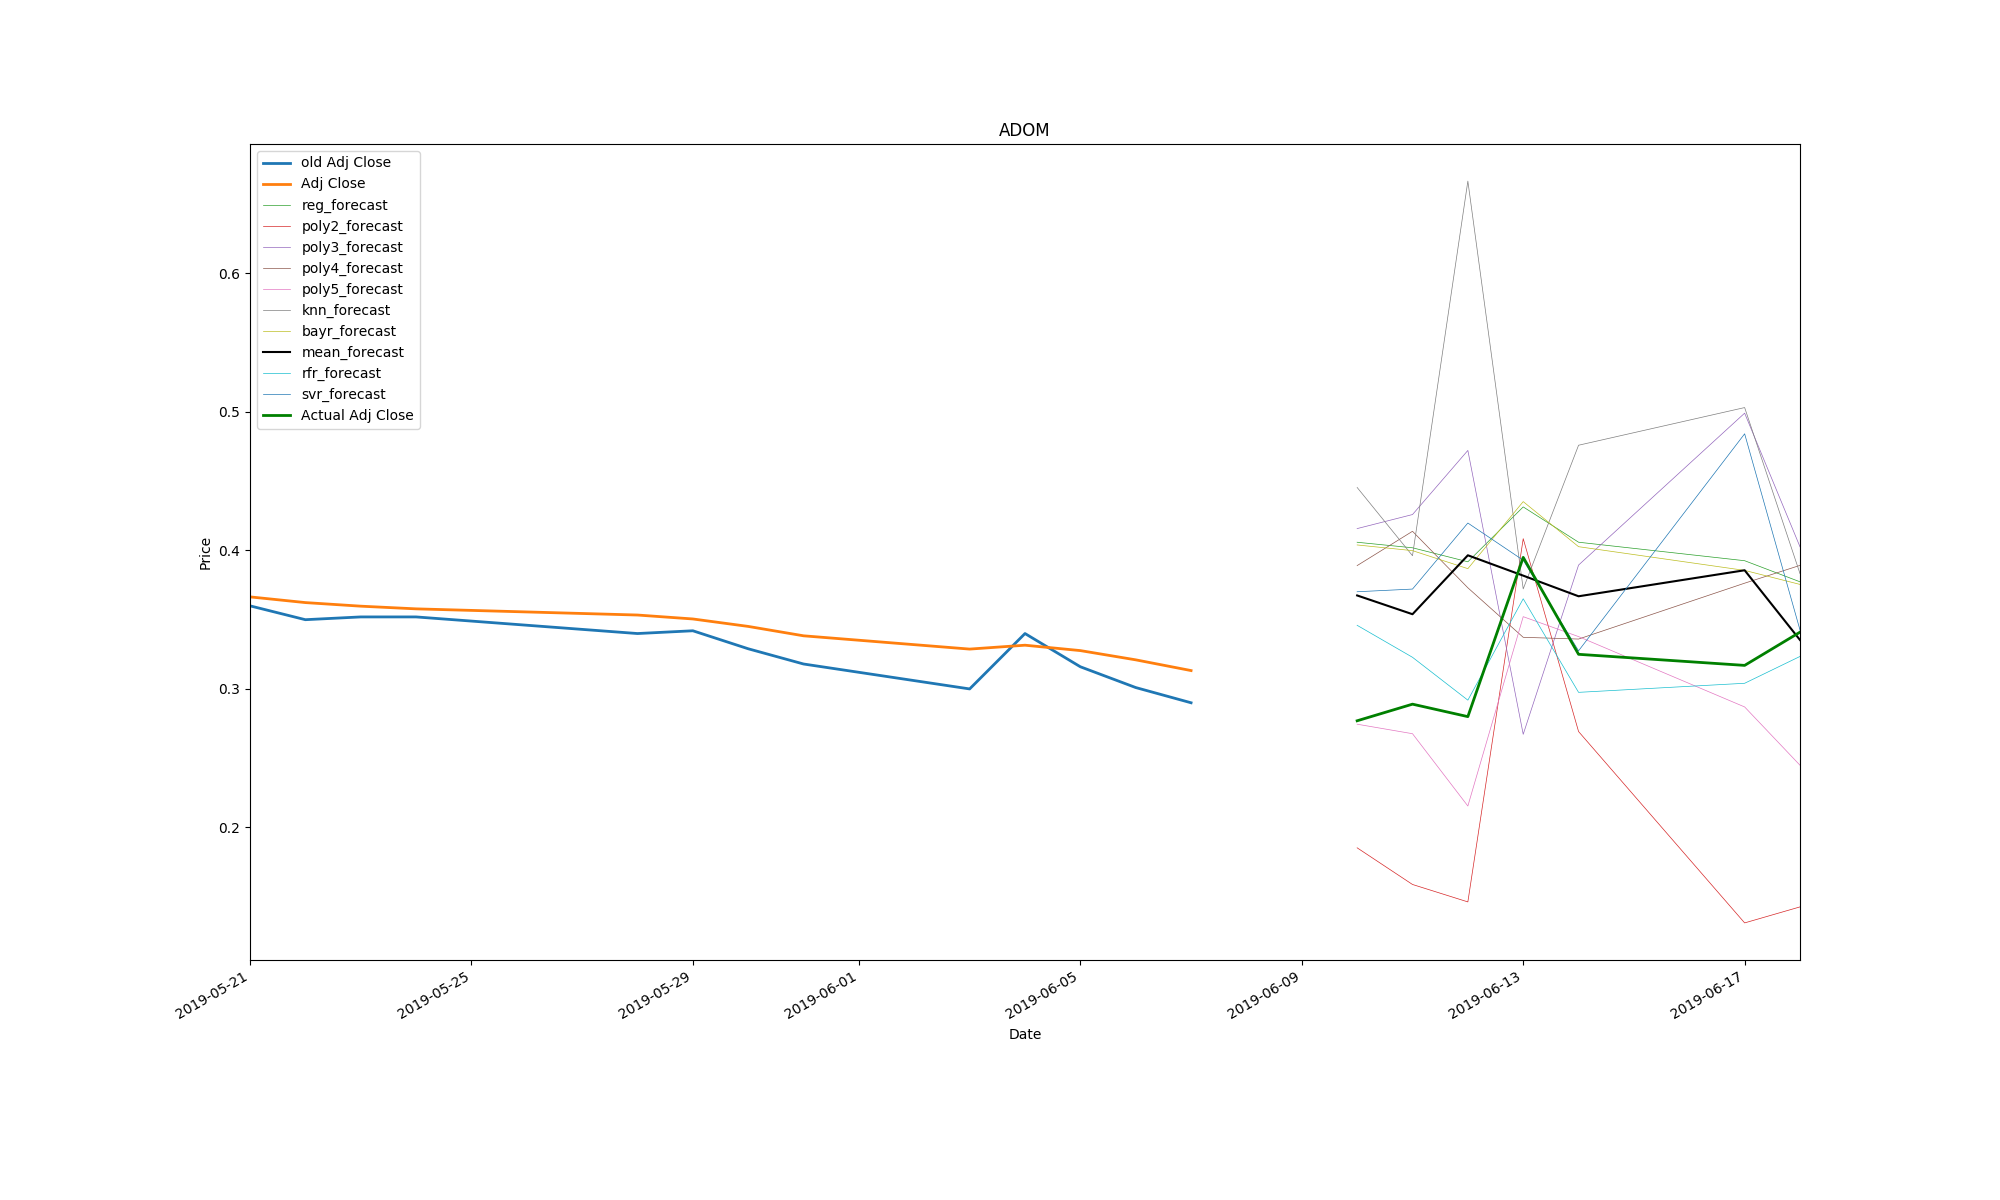 ADOM
old Adj Close
Adj Close
reg_forecast
poly2_forecast
poly3_forecast
poly4_forecast
poly5_forecast
knn_forecast
bayr_forecast
mean_forecast
rfr_forecast
svr_forecast
Actual Adj Close
0.6
0.5
0.4
0.3
0.2
Price
2019-05-21
2019-05-25
2019-05-29
2019-06-01
2019-06-05
2019-06-09
2019-06-13
2019-06-17
Date